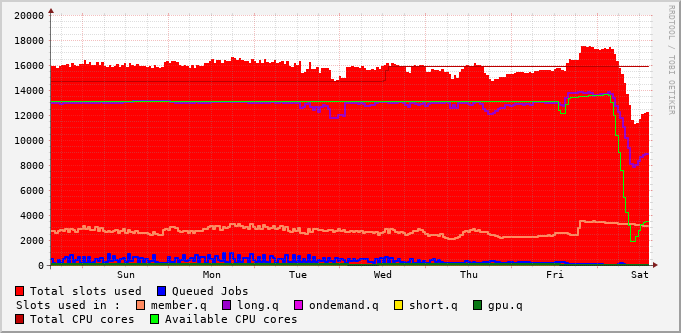 RRDTOOL / TOBI OETIKER
20000
18000
16000
14000
12000
10000
8000
6000
4000
2000
0
Sun Mon Tue Wed Thu Fri Sat
Total slots used Queued Jobs
Slots used in : member.q long.q ondemand.q short.q gpu.q
Total CPU cores Available CPU cores